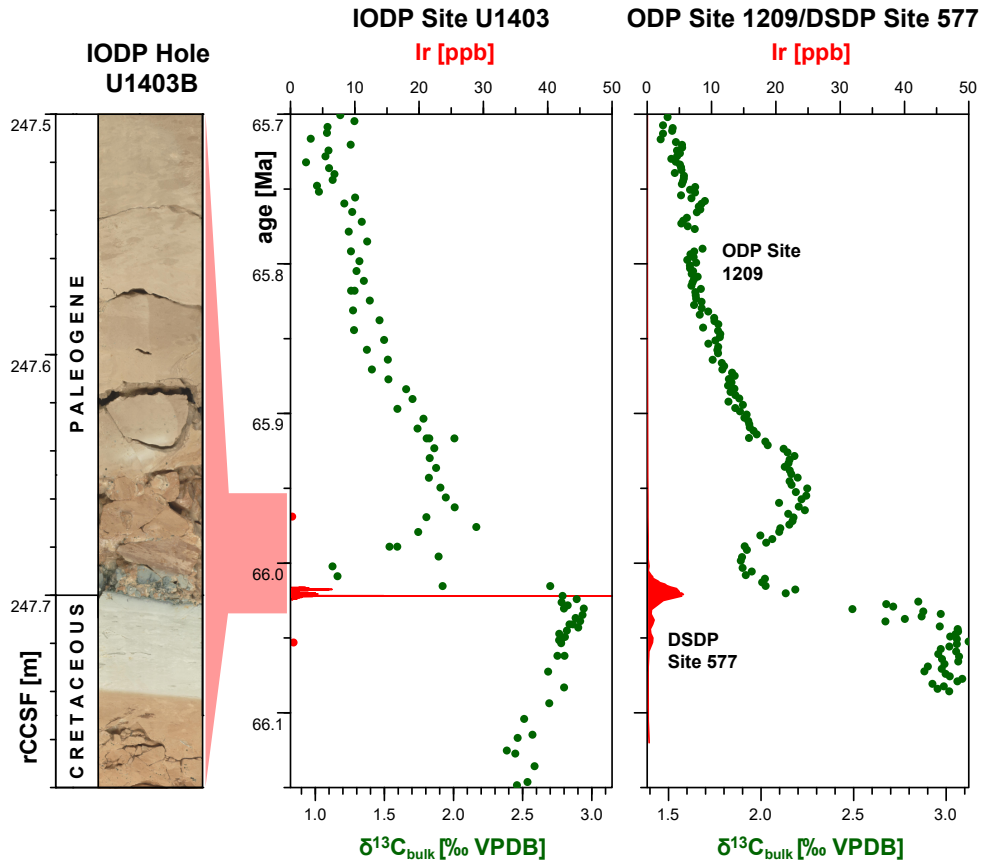 IODP Site U1403
ODP Site 1209/DSDP Site 577
IODP Hole
U1403B
Ir [ppb]
Ir [ppb]
0 10 20 30 40 50
0 10 20 30 40 50
247.5
247.6
247.7
rCCSF [m]
PALEOGENE
CRETACEOUS
65.7
65.8
65.9
66.0
66.1
age [Ma]
ODP Site
1209
DSDP
Site 577
1.0 1.5 2.0 2.5 3.0
1.5 2.0 2.5 3.0
δ¹³C_bulk [‰ VPDB]
δ¹³C_bulk [‰ VPDB]